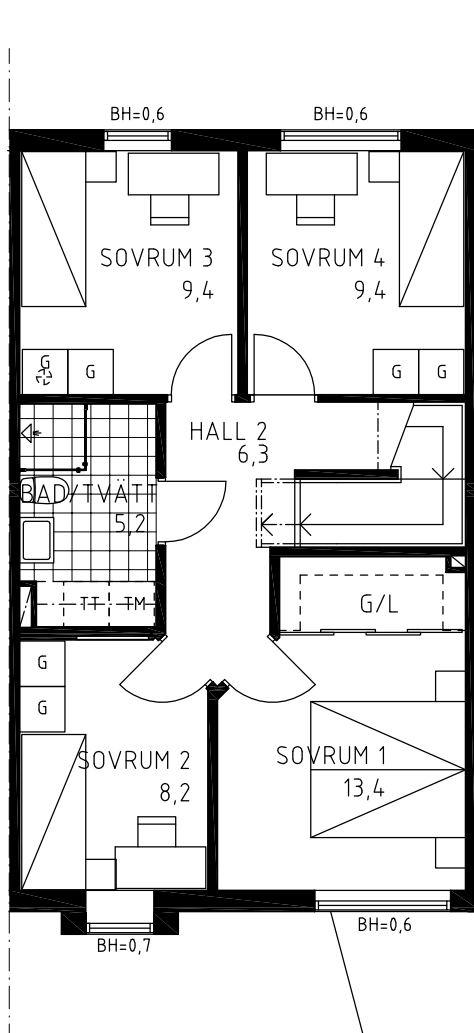 BH=0,6
BH=0,6
SOVRUM 3
9,4
SOVRUM 4
9,4
G
G
G
G
HALL 2
6,3
BAD/TVÄTT
5,2
TT
TM
G/L
G
G
SOVRUM 2
8,2
SOVRUM 1
13,4
BH=0,6
BH=0,7